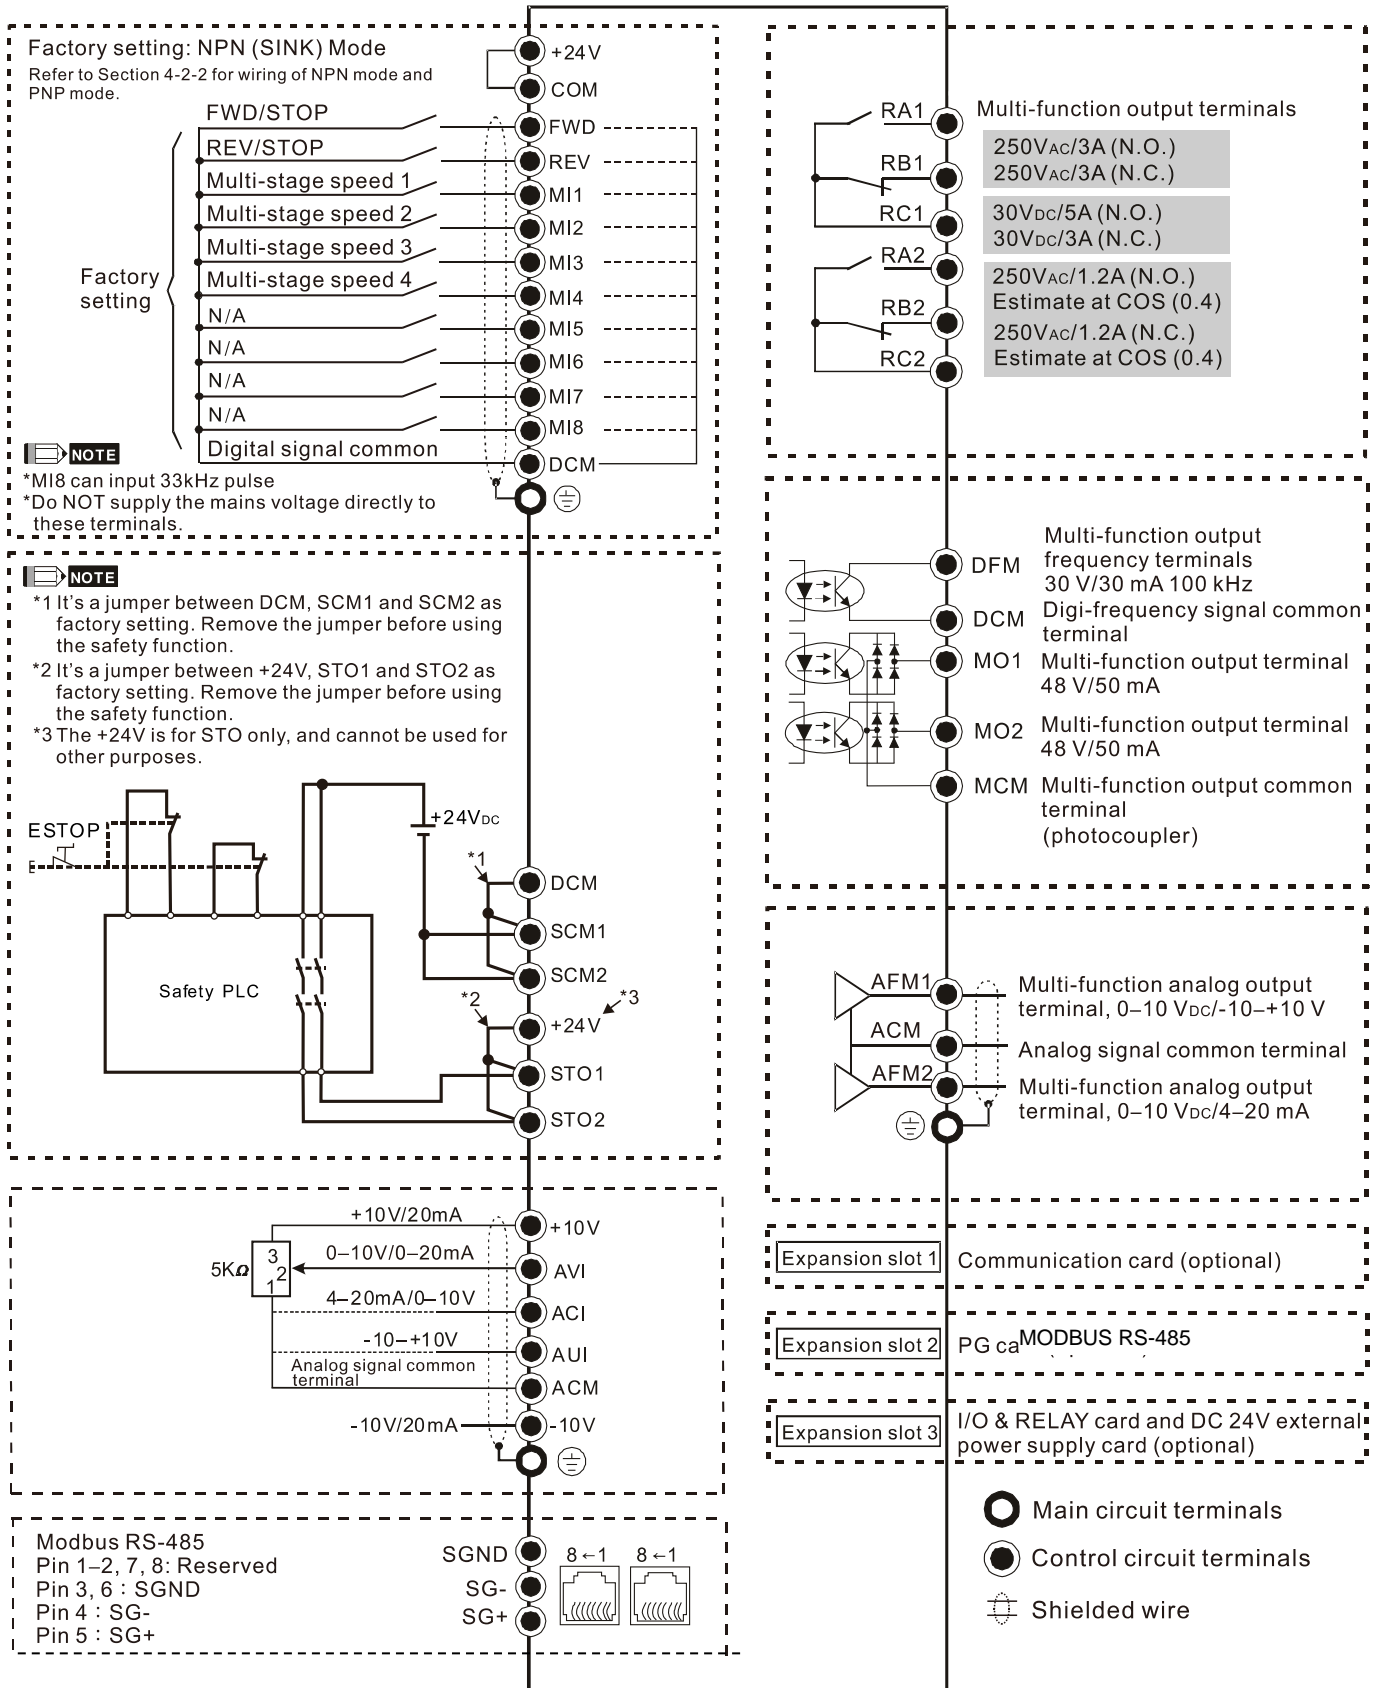 Factory setting: NPN (SINK) Mode
Refer to Section 4-2-2 for wiring of NPN mode and
PNP mode.
+24V
COM
FWD/STOP
FWD
REV/STOP
REV
Multi-stage speed 1
MI1
Multi-stage speed 2
MI2
Multi-stage speed 3
MI3
Multi-stage speed 4
MI4
Factory
setting
N/A
MI5
N/A
MI6
N/A
MI7
N/A
MI8
Digital signal common
DCM
NOTE
*MI8 can input 33kHz pulse
*Do NOT supply the mains voltage directly to
these terminals.
NOTE
*1 It's a jumper between DCM, SCM1 and SCM2 as
factory setting. Remove the jumper before using
the safety function.
*2 It's a jumper between +24V, STO1 and STO2 as
factory setting. Remove the jumper before using
the safety function.
*3 The +24V is for STO only, and cannot be used for
other purposes.
ESTOP
+24VDC
*1
DCM
SCM1
SCM2
Safety PLC
*2
*3
+24V
STO1
STO2
+10V/20mA
+10V
5KΩ
3
2
1
0–10V/0–20mA
AVI
4–20mA/0–10V
ACI
-10–+10V
AUI
Analog signal common
terminal
ACM
-10V/20mA
-10V
Modbus RS-485
Pin 1–2, 7, 8: Reserved
Pin 3, 6 : SGND
Pin 4 : SG-
Pin 5 : SG+
SGND
SG-
SG+
8←1
8←1
RA1
Multi-function output terminals
250VAC/3A (N.O.)
250VAC/3A (N.C.)
RB1
RC1
30VDC/5A (N.O.)
30VDC/3A (N.C.)
RA2
250VAC/1.2A (N.O.)
Estimate at COS (0.4)
RB2
250VAC/1.2A (N.C.)
Estimate at COS (0.4)
RC2
DFM
Multi-function output
frequency terminals
30 V/30 mA 100 kHz
DCM
Digi-frequency signal common
terminal
MO1
Multi-function output terminal
48 V/50 mA
MO2
Multi-function output terminal
48 V/50 mA
MCM
Multi-function output common
terminal
(photocoupler)
AFM1
Multi-function analog output
terminal, 0–10 VDC/-10–+10 V
ACM
Analog signal common terminal
AFM2
Multi-function analog output
terminal, 0–10 VDC/4–20 mA
Expansion slot 1
Communication card (optional)
Expansion slot 2
PG ca
MODBUS RS-485
Expansion slot 3
I/O & RELAY card and DC 24V external
power supply card (optional)
Main circuit terminals
Control circuit terminals
Shielded wire